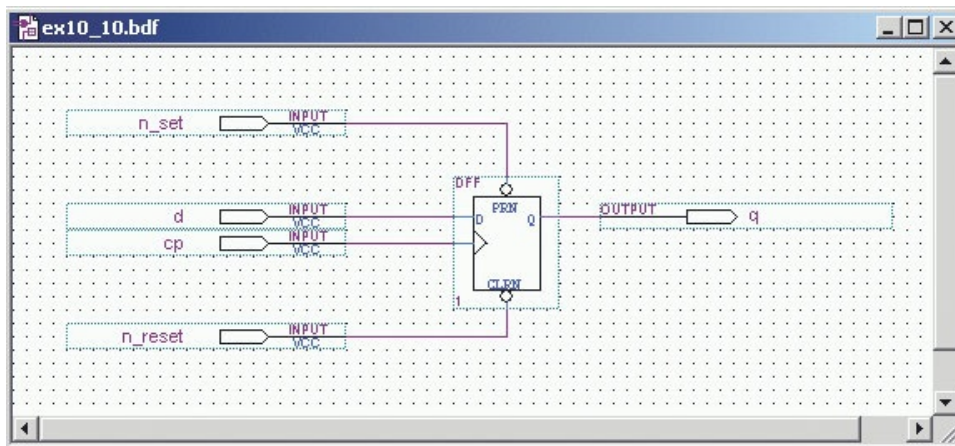 ex10_10.bdf
n_set INPUT VCC
DFF
PRN
d INPUT VCC D Q OUTPUT q
cp INPUT VCC
CLRN
1
n_reset INPUT VCC